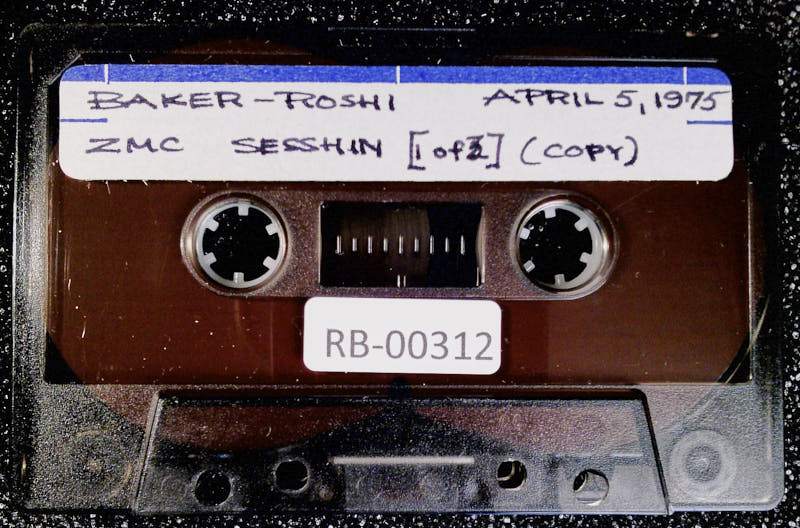 BAKER-ROSHI APRIL 5, 1975
ZMC SESSHIN [1 of 2] (COPY)
RB-00312